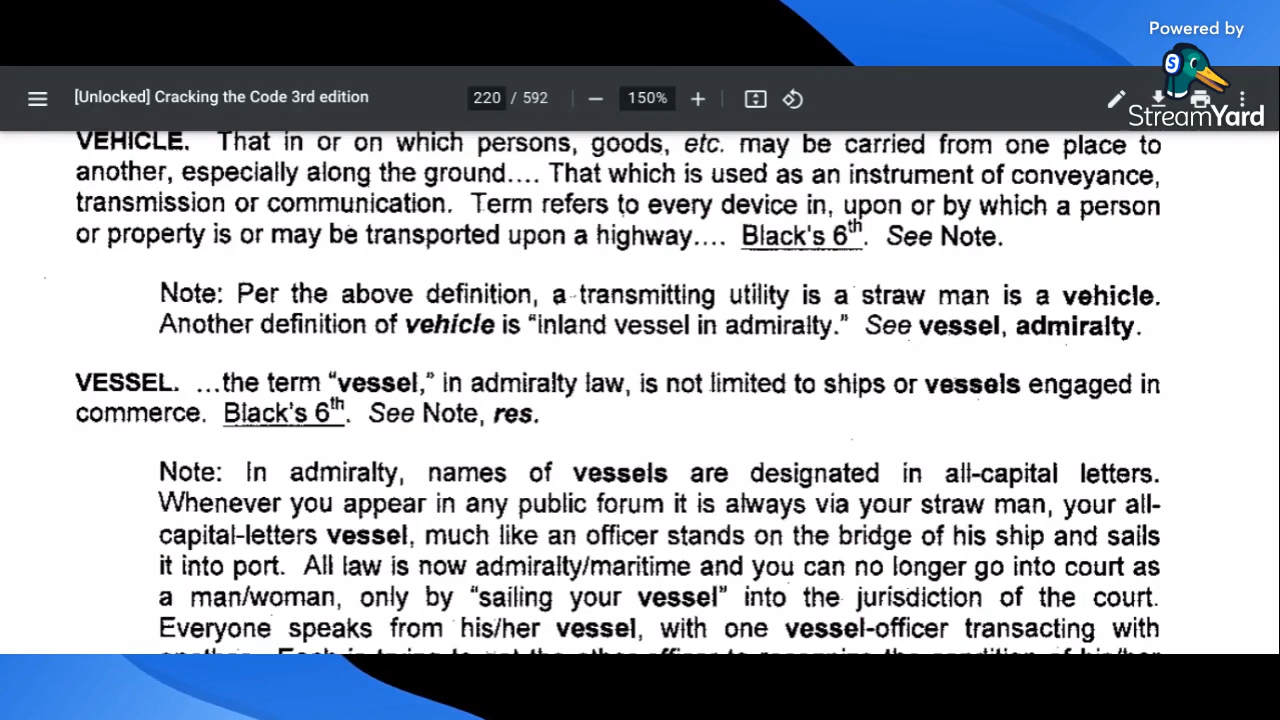 Powered by
S
StreamYard
[Unlocked] Cracking the Code 3rd edition
220 / 592
150%
VEHICLE. That in or on which persons, goods, etc. may be carried from one place to
another, especially along the ground.... That which is used as an instrument of conveyance,
transmission or communication. Term refers to every device in, upon or by which a person
or property is or may be transported upon a highway.... Black's 6th. See Note.
Note: Per the above definition, a transmitting utility is a straw man is a vehicle.
Another definition of vehicle is “inland vessel in admiralty.” See vessel, admiralty.
VESSEL. ...the term “vessel,” in admiralty law, is not limited to ships or vessels engaged in
commerce. Black's 6th. See Note, res.
Note: In admiralty, names of vessels are designated in all-capital letters.
Whenever you appear in any public forum it is always via your straw man, your all-
capital-letters vessel, much like an officer stands on the bridge of his ship and sails
it into port. All law is now admiralty/maritime and you can no longer go into court as
a man/woman, only by “sailing your vessel” into the jurisdiction of the court.
Everyone speaks from his/her vessel, with one vessel-officer transacting with